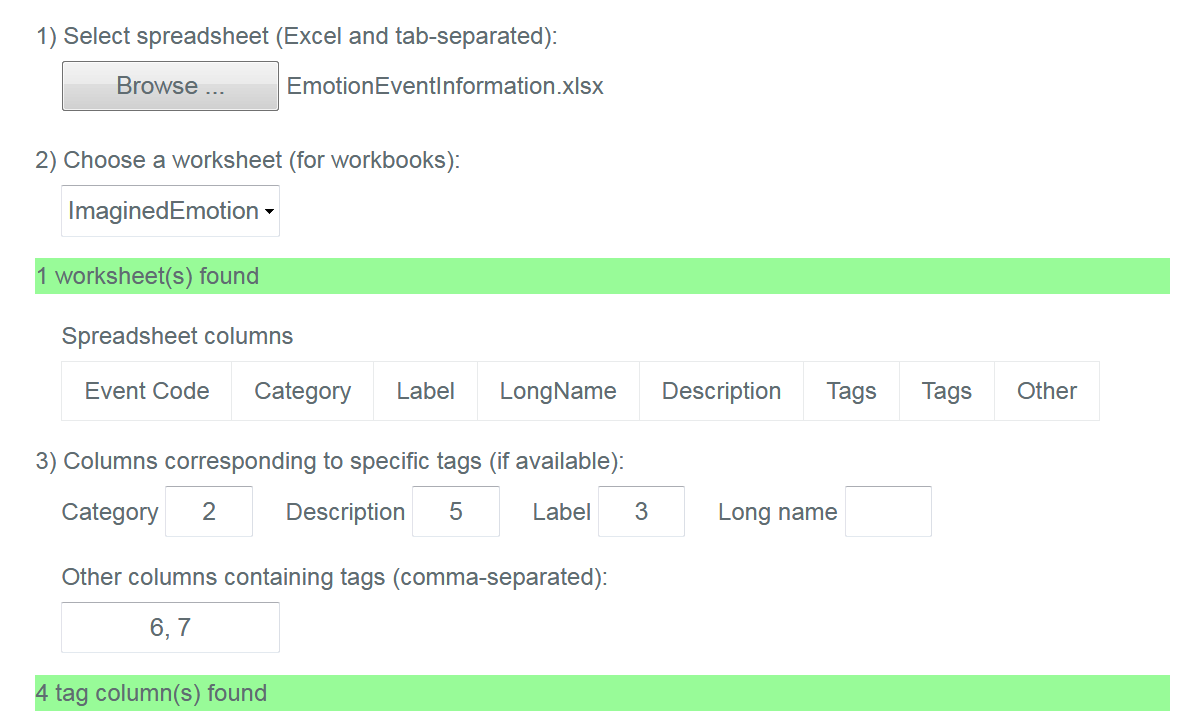 1) Select spreadsheet (Excel and tab-separated):
Browse ... EmotionEventInformation.xlsx
2) Choose a worksheet (for workbooks):
ImaginedEmotion
1 worksheet(s) found
Spreadsheet columns
Event Code Category Label LongName Description Tags Tags Other
3) Columns corresponding to specific tags (if available):
Category 2 Description 5 Label 3 Long name
Other columns containing tags (comma-separated):
6, 7
4 tag column(s) found